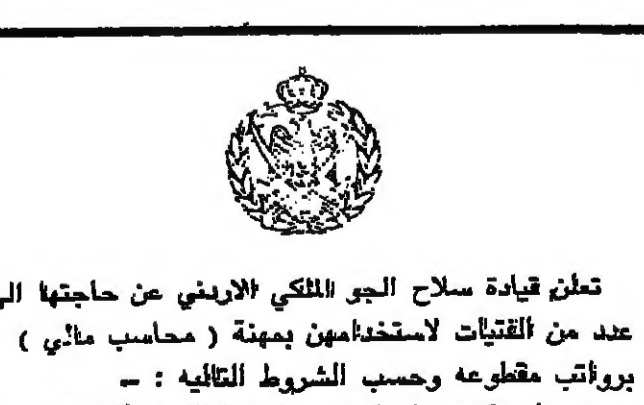 تعلن قيادة سلاح الجو الملكي الاردني عن حاجتها الى
عدد من الفتيات لاستخدامهن بمهنة ( محاسب مالي )
برواتب مقطوعه وحسب الشروط التاليه : —